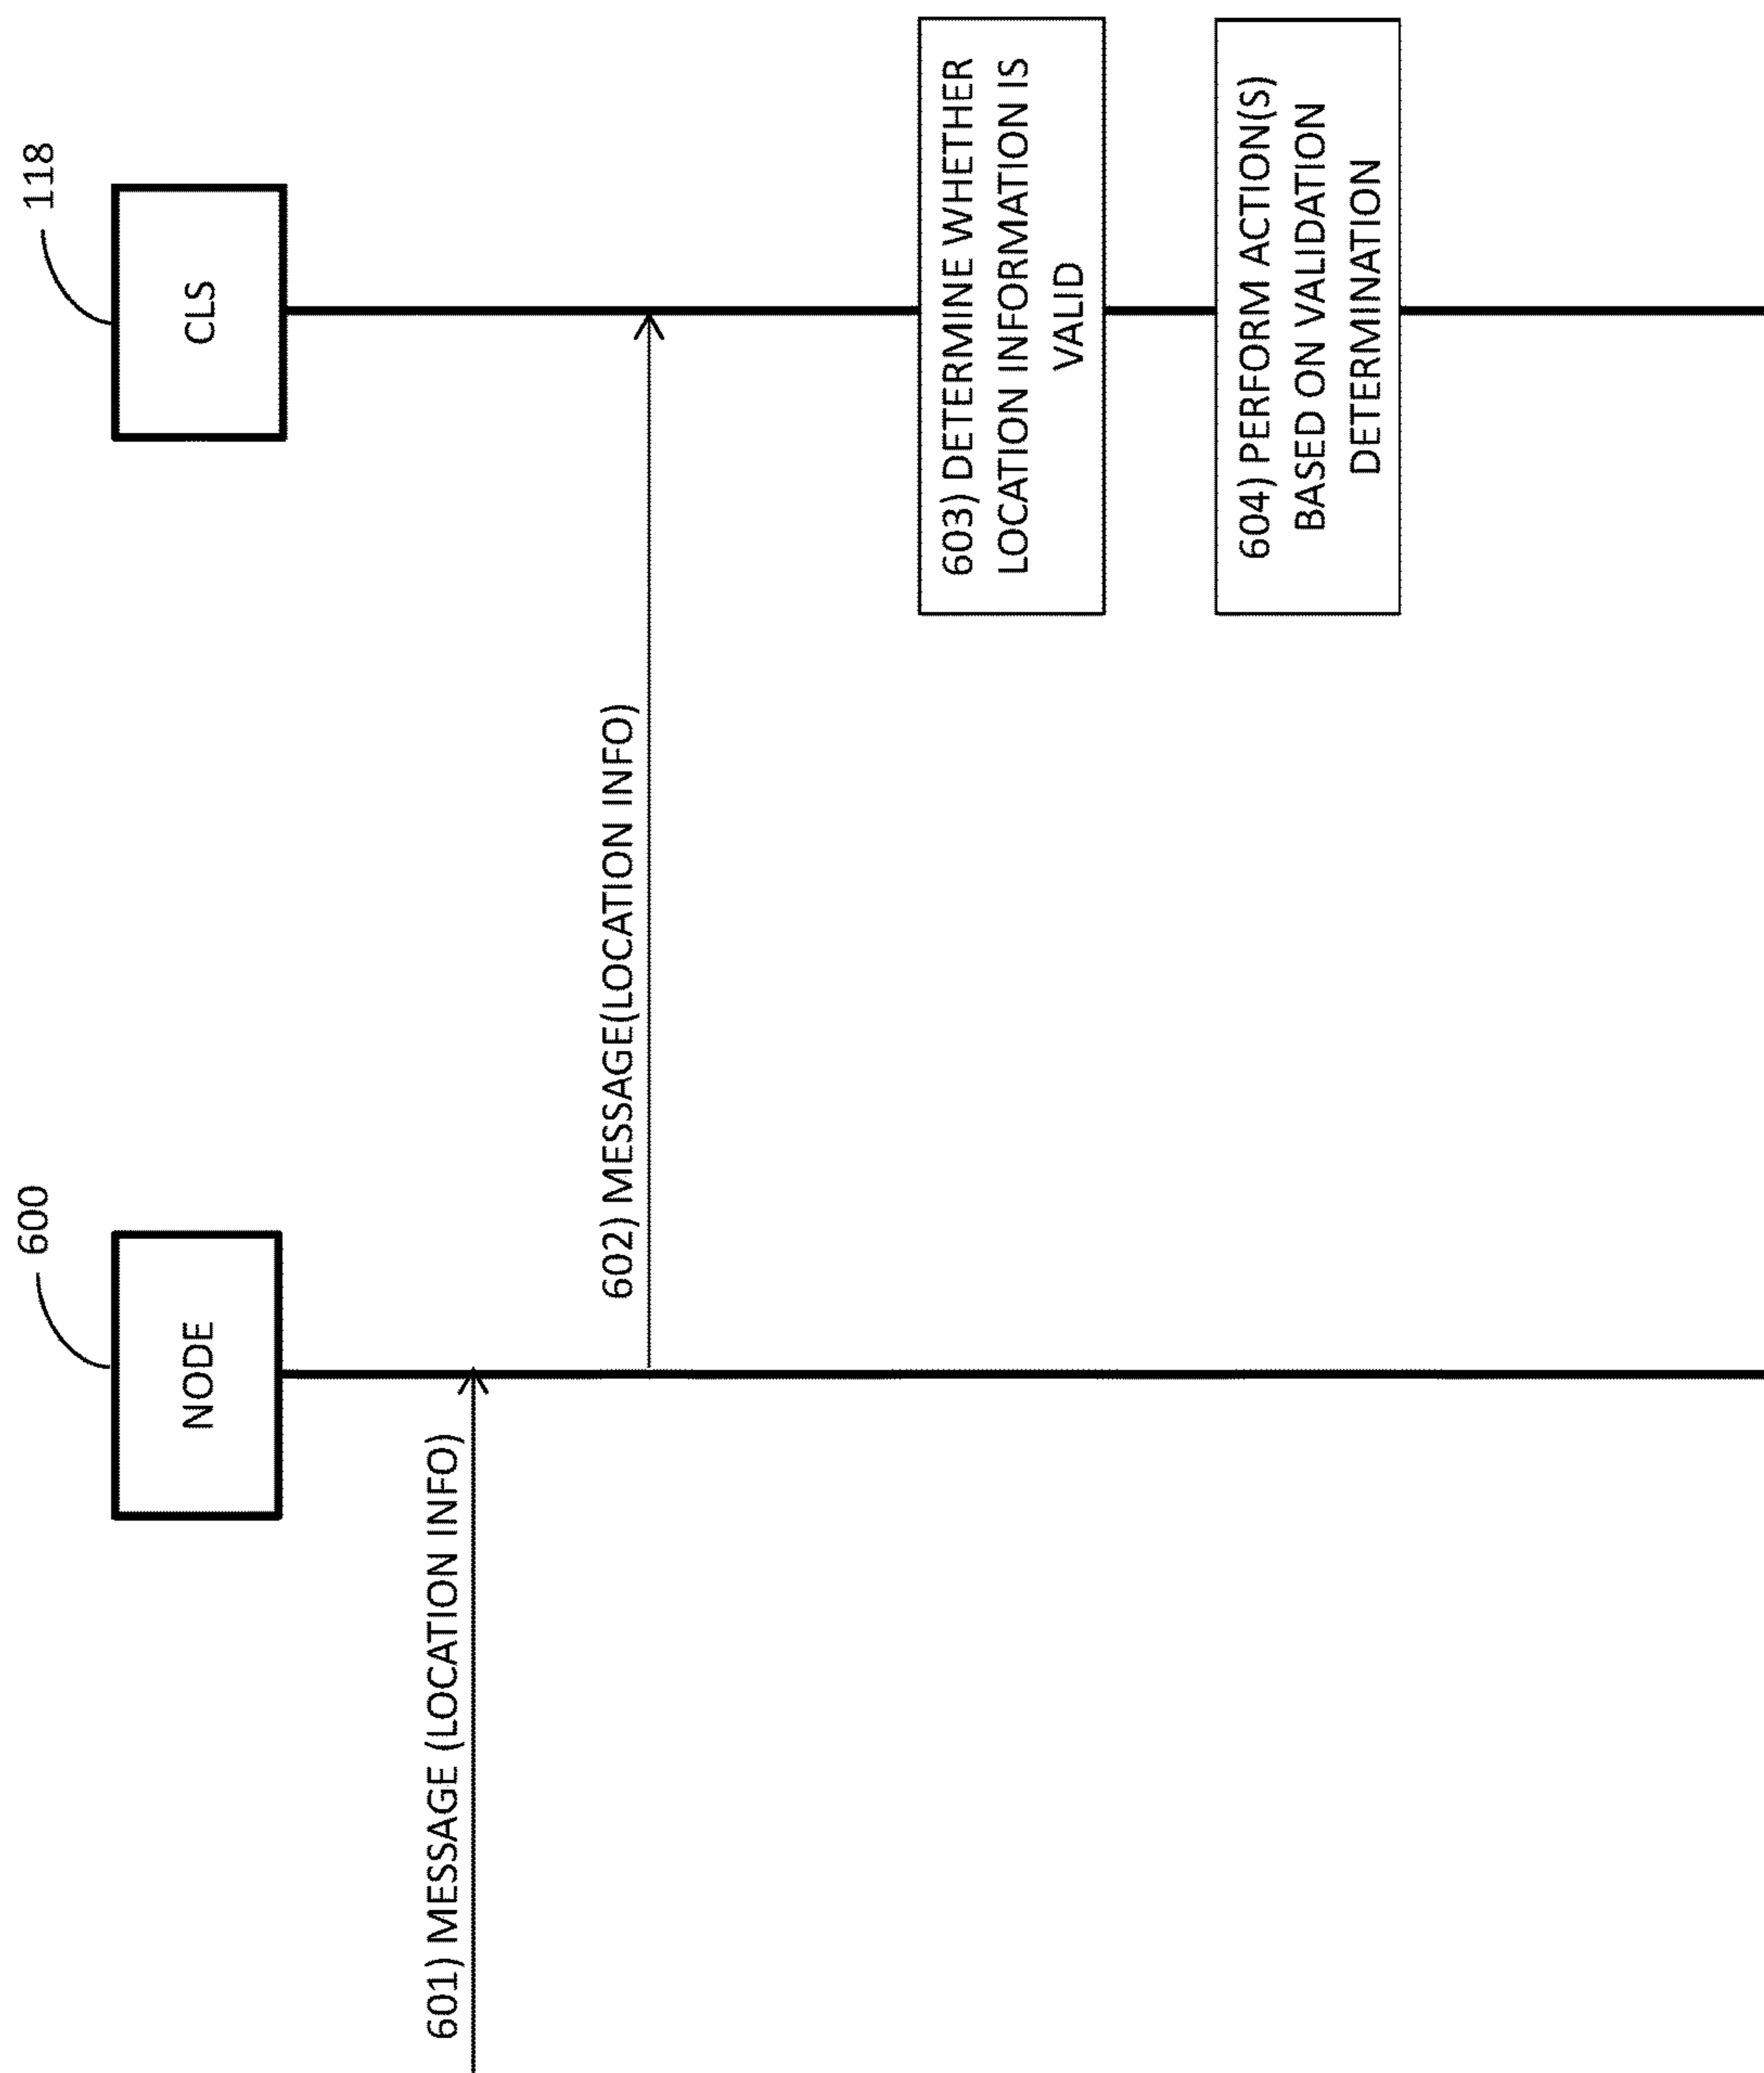 600
NODE
118
CLS
601) MESSAGE (LOCATION INFO)
602) MESSAGE(LOCATION INFO)
603) DETERMINE WHETHER
LOCATION INFORMATION IS
VALID
604) PERFORM ACTION(S)
BASED ON VALIDATION
DETERMINATION